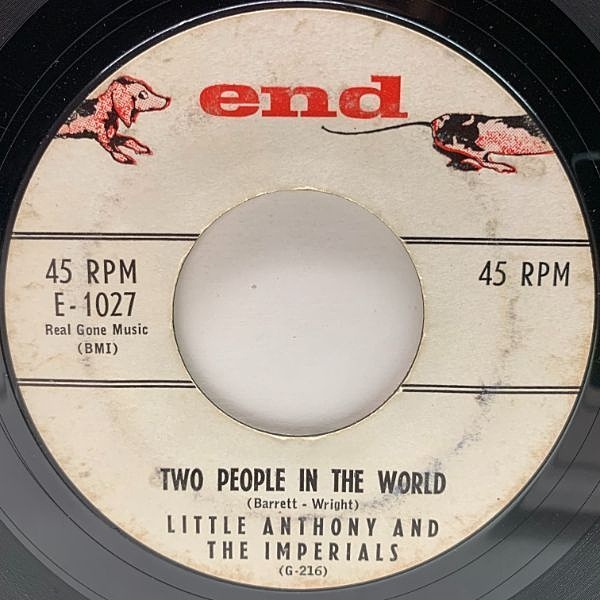 end
45 RPM
E-1027
Real Gone Music
(BMI)
45 RPM
TWO PEOPLE IN THE WORLD
(Barrett - Wright)
LITTLE ANTHONY AND
THE IMPERIALS
(G-216)